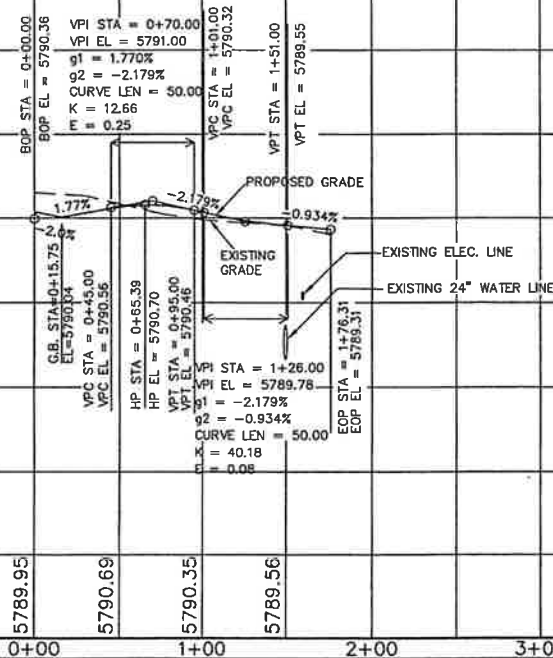 BOP STA = 0+00.00
BOP EL = 5790.36
VPI STA = 0+70.00
VPI EL = 5791.00
g1 = 1.770%
g2 = -2.179%
CURVE LEN = 50.00
K = 12.66
E = 0.25
VPC STA = 1+01.00
VPC EL = 5790.32
VPT STA = 1+51.00
VPT EL = 5789.55
1.77%
-2.179%
PROPOSED GRADE
-0.934%
EXISTING
GRADE
EXISTING ELEC. LINE
EXISTING 24" WATER LINE
G.B. STA=0+15.75
EL=5790.04
VPC STA = 0+45.00
VPC EL = 5790.56
HP STA = 0+65.39
HP EL = 5790.70
VPT STA = 0+95.00
VPT EL = 5790.46
VPI STA = 1+26.00
VPI EL = 5789.78
g1 = -2.179%
g2 = -0.934%
CURVE LEN = 50.00
K = 40.18
E = 0.08
EOP STA = 1+76.31
EOP EL = 5789.31
5789.95
5790.69
5790.35
5789.56
0+00
1+00
2+00